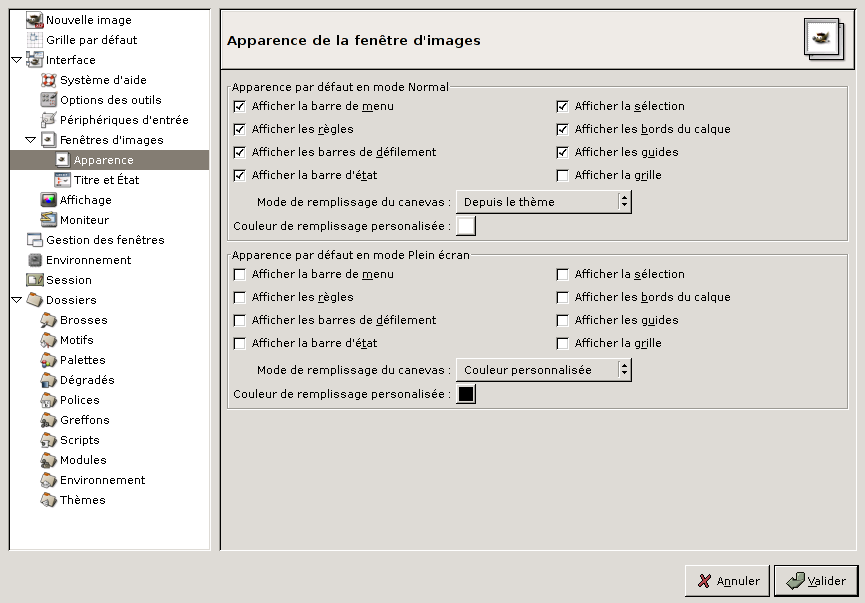 Nouvelle image
Grille par défaut
Interface
Système d'aide
Options des outils
Périphériques d'entrée
Fenêtres d'images
Apparence
Titre et État
Affichage
Moniteur
Gestion des fenêtres
Environnement
Session
Dossiers
Brosses
Motifs
Palettes
Dégradés
Polices
Greffons
Scripts
Modules
Environnement
Thèmes
Apparence de la fenêtre d'images
Apparence par défaut en mode Normal
Afficher la barre de menu
Afficher la sélection
Afficher les règles
Afficher les bords du calque
Afficher les barres de défilement
Afficher les guides
Afficher la barre d'état
Afficher la grille
Mode de remplissage du canevas : Depuis le thème
Couleur de remplissage personalisée :
Apparence par défaut en mode Plein écran
Afficher la barre de menu
Afficher la sélection
Afficher les règles
Afficher les bords du calque
Afficher les barres de défilement
Afficher les guides
Afficher la barre d'état
Afficher la grille
Mode de remplissage du canevas : Couleur personnalisée
Couleur de remplissage personalisée :
Annuler
Valider